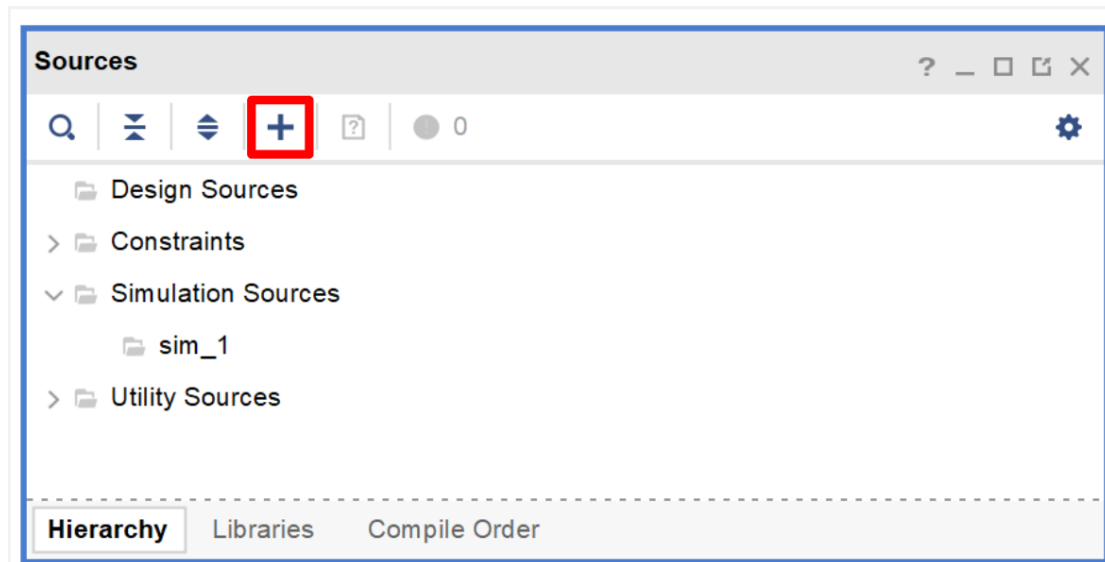 Sources ?
? 0
Design Sources
Constraints
Simulation Sources
sim_1
Utility Sources
Hierarchy Libraries Compile Order